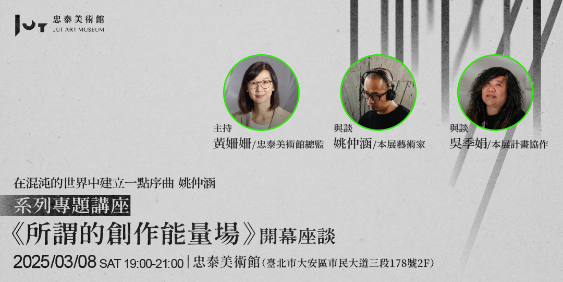 忠泰美術館
JUT ART MUSEUM
主持
黃姍姍/忠泰美術館總監
與談
姚仲涵/本展藝術家
與談
吳季娟/本展計畫協作
在混沌的世界中建立一點序曲 姚仲涵
系列專題講座
《所謂的創作能量場》開幕座談
2025/03/08 SAT 19:00-21:00 | 忠泰美術館(臺北市大安區市民大道三段178號2F)